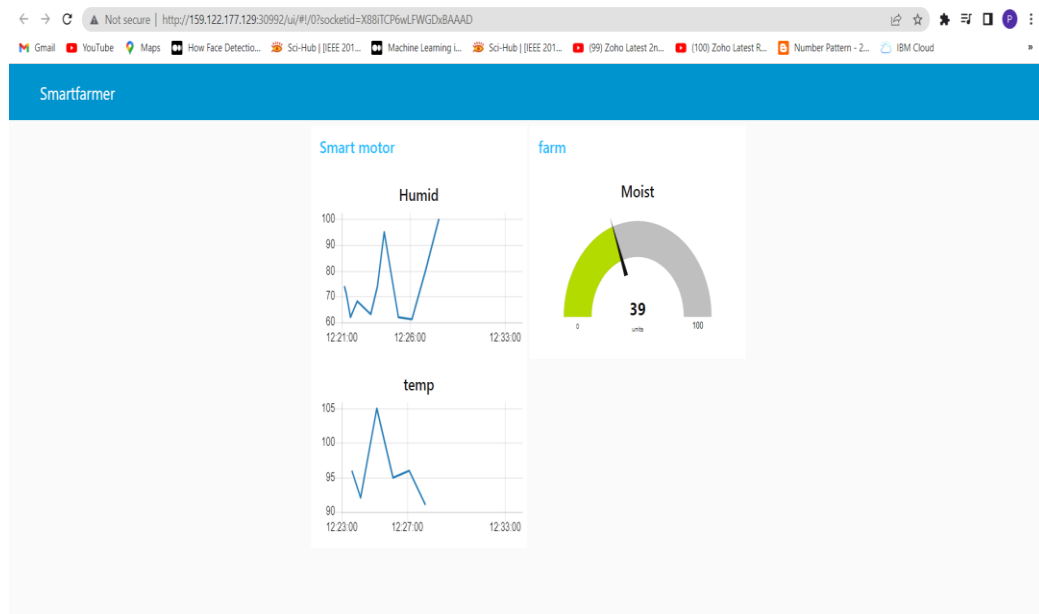 Not secure | http://159.122.177.129:30992/ui/#!/0?socketid=X88iTCP6wLFWGDxBAAAD
P
Gmail YouTube Maps How Face Detectio... Sci-Hub | [IEEE 201... Machine Learning i... Sci-Hub | [IEEE 201... (99) Zoho Latest 2n... (100) Zoho Latest R... Number Pattern - 2... IBM Cloud »
Smartfarmer
Smart motor
Humid
100
90
80
70
60
12:21:00 12:26:00 12:33:00
temp
105
100
95
90
12:23:00 12:27:00 12:33:00
farm
Moist
39
units
0 100